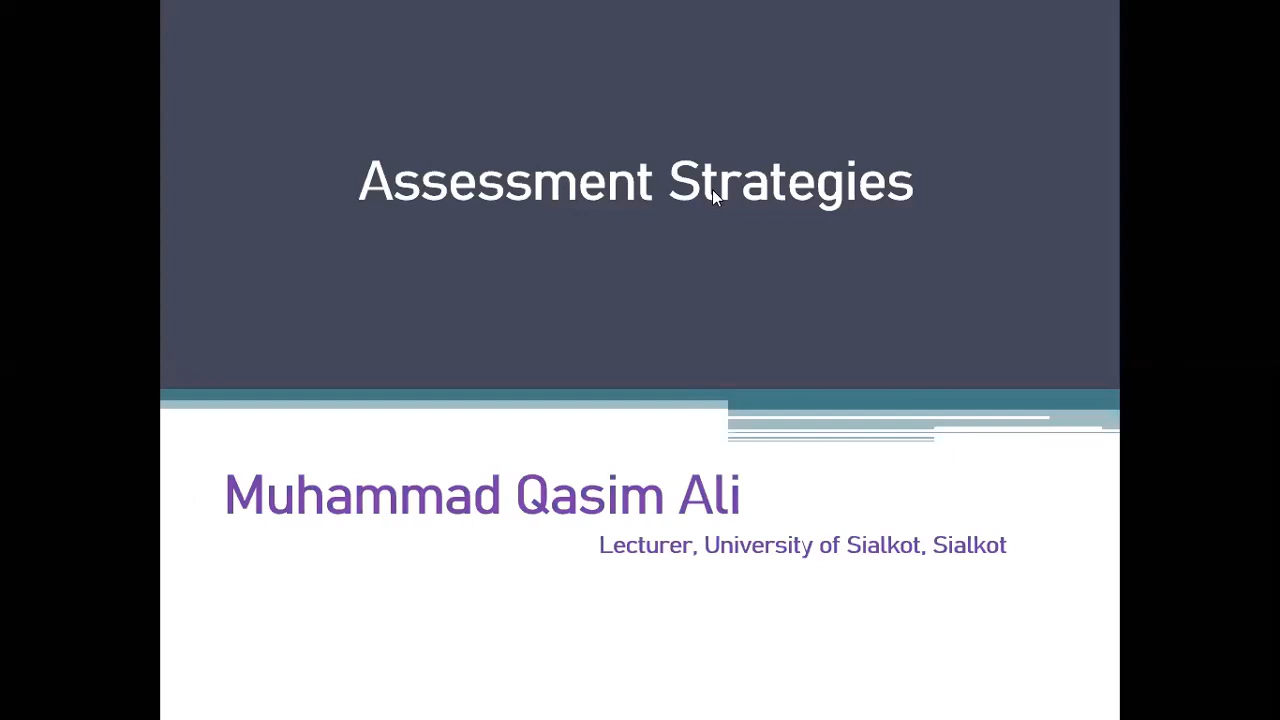 Assessment Strategies
Muhammad Qasim Ali
Lecturer, University of Sialkot, Sialkot